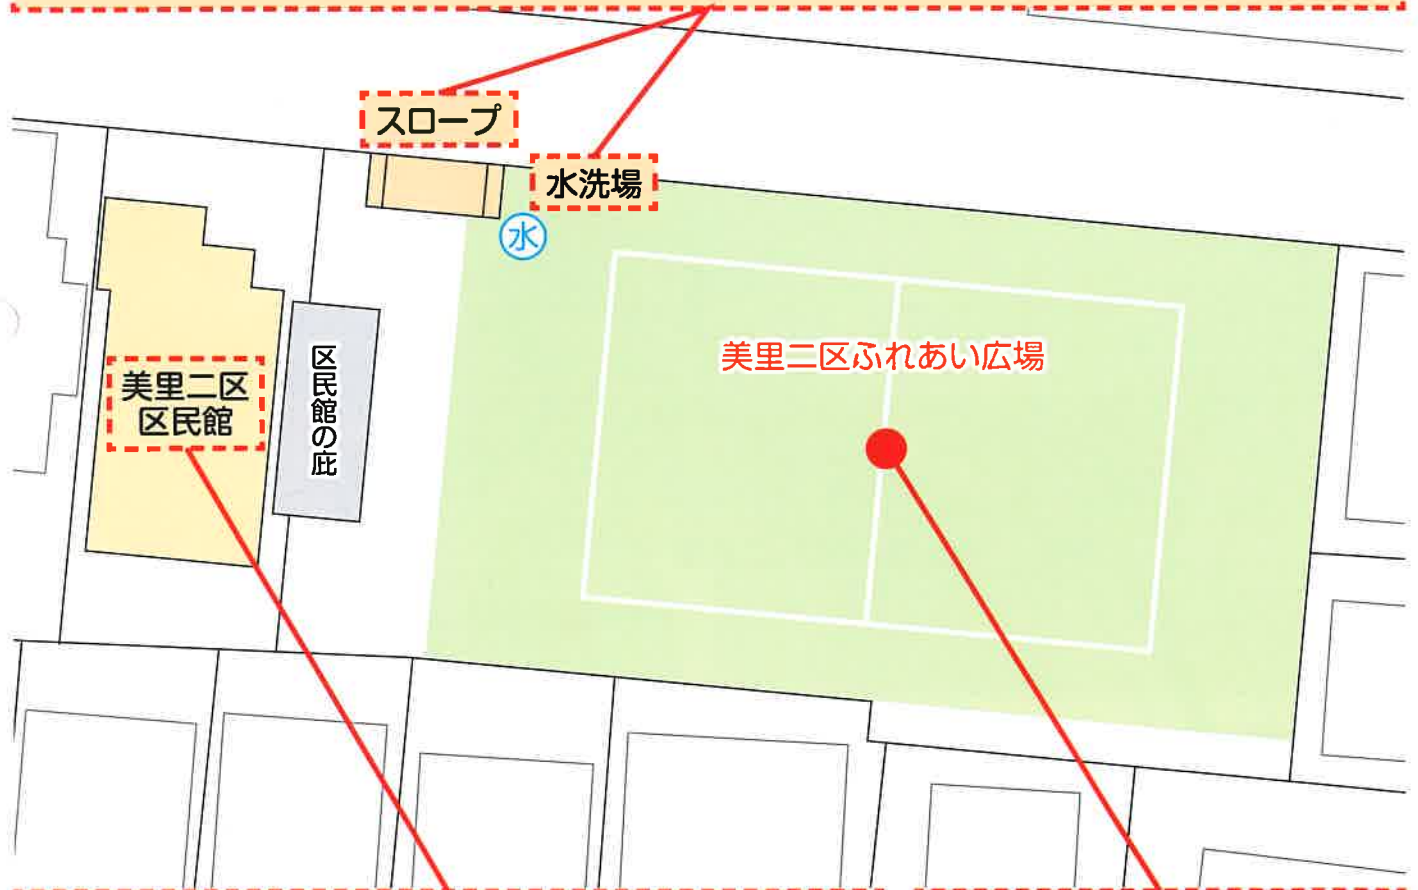 スロープ
水洗場
水
美里二区ふれあい広場
美里二区
区民館
区民館の庇